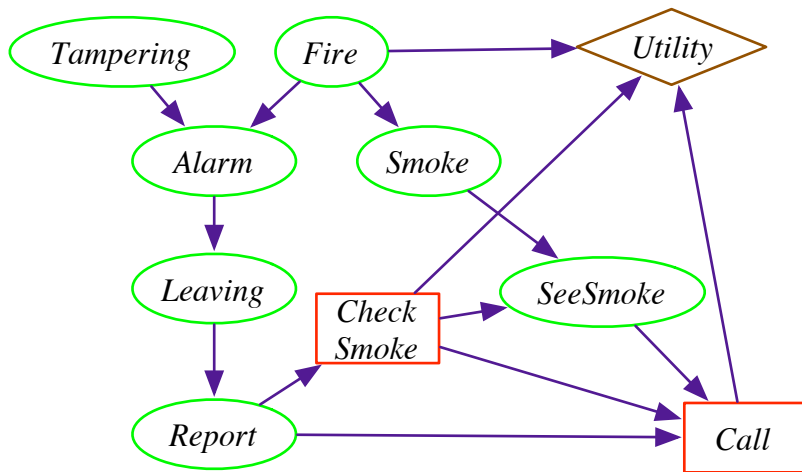 Tampering
Fire
Utility
Alarm
Smoke
Leaving
Check
Smoke
SeeSmoke
Report
Call